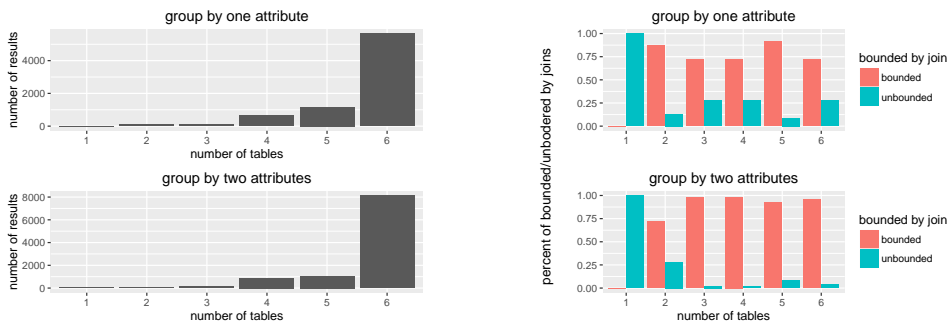 group by one attribute
number of results
4000
2000
0
1 2 3 4 5 6
number of tables
group by two attributes
number of results
8000
6000
4000
2000
0
1 2 3 4 5 6
number of tables
percent of bounded/unbodered by joins
group by one attribute
1.00
0.75
0.50
0.25
0.00
1 2 3 4 5 6
number of tables
bounded by join
bounded
unbounded
group by two attributes
1.00
0.75
0.50
0.25
0.00
1 2 3 4 5 6
number of tables
bounded by join
bounded
unbounded